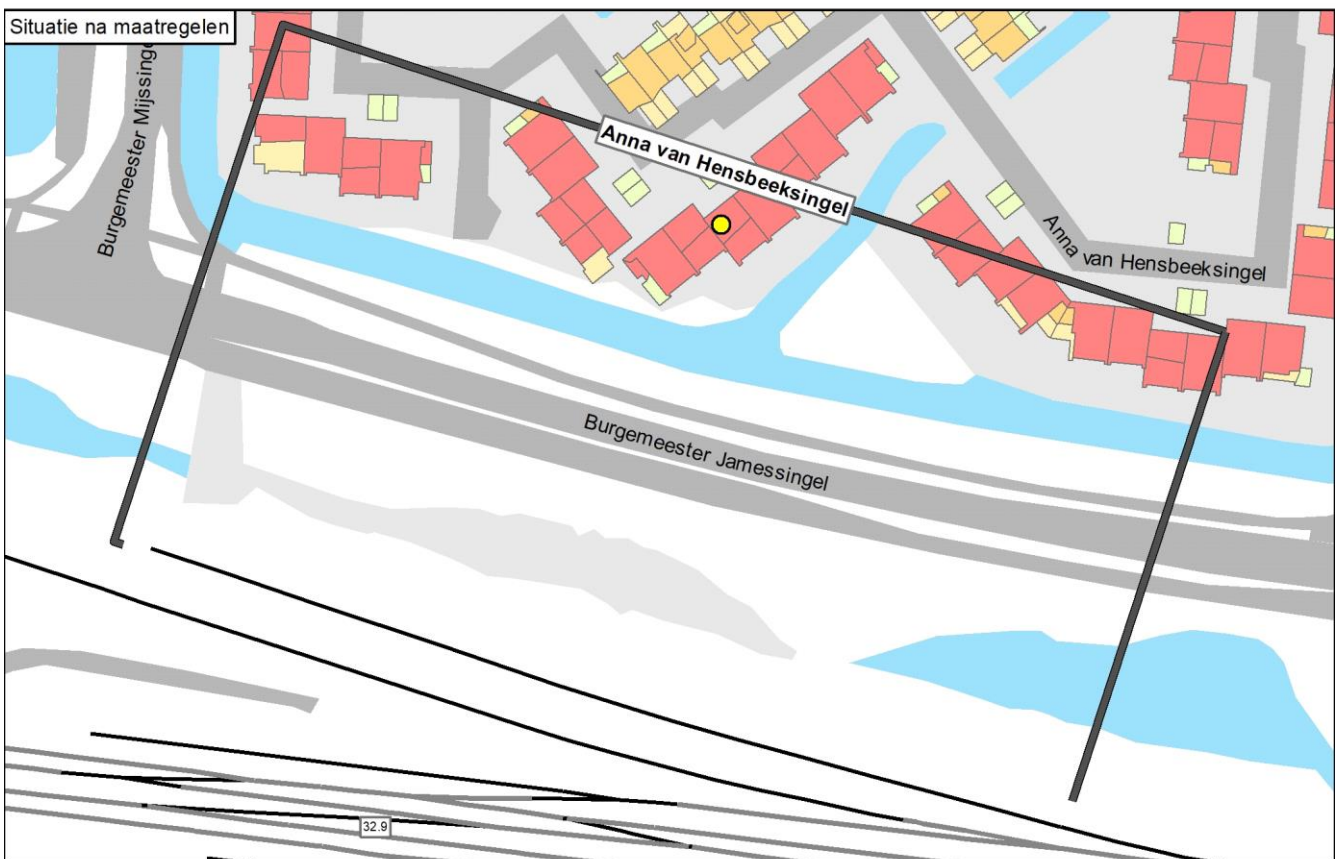 Situatie na maatregelen
Burgemeester Mijssingel
Anna van Hensbeeksingel
Anna van Hensbeeksingel
Burgemeester Jamessingel
32.9